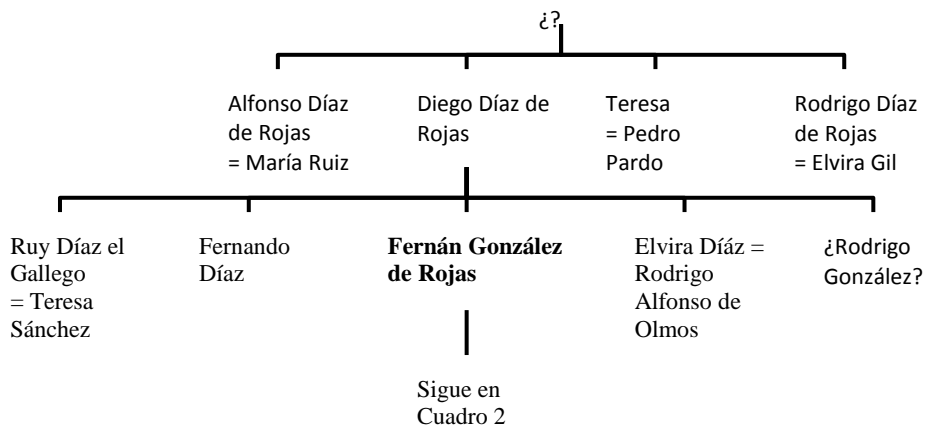 ¿?
Alfonso Díaz
de Rojas
= María Ruiz
Diego Díaz de
Rojas
Teresa
= Pedro
Pardo
Rodrigo Díaz
de Rojas
= Elvira Gil
Ruy Díaz el
Gallego
= Teresa
Sánchez
Fernando
Díaz
Fernán González
de Rojas
Elvira Díáz =
Rodrigo
Alfonso de
Olmos
¿Rodrigo
González?
Sigue en
Cuadro 2